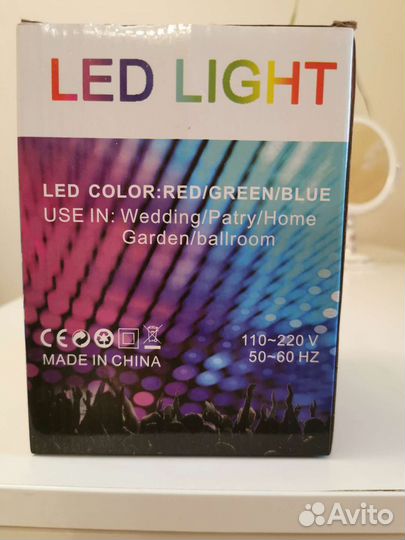 LED LIGHT
LED COLOR:RED/GREEN/BLUE
USE IN: Wedding/Patry/Home
Garden/ballroom
CE
110~220 V
MADE IN CHINA
50~60 HZ
Avito